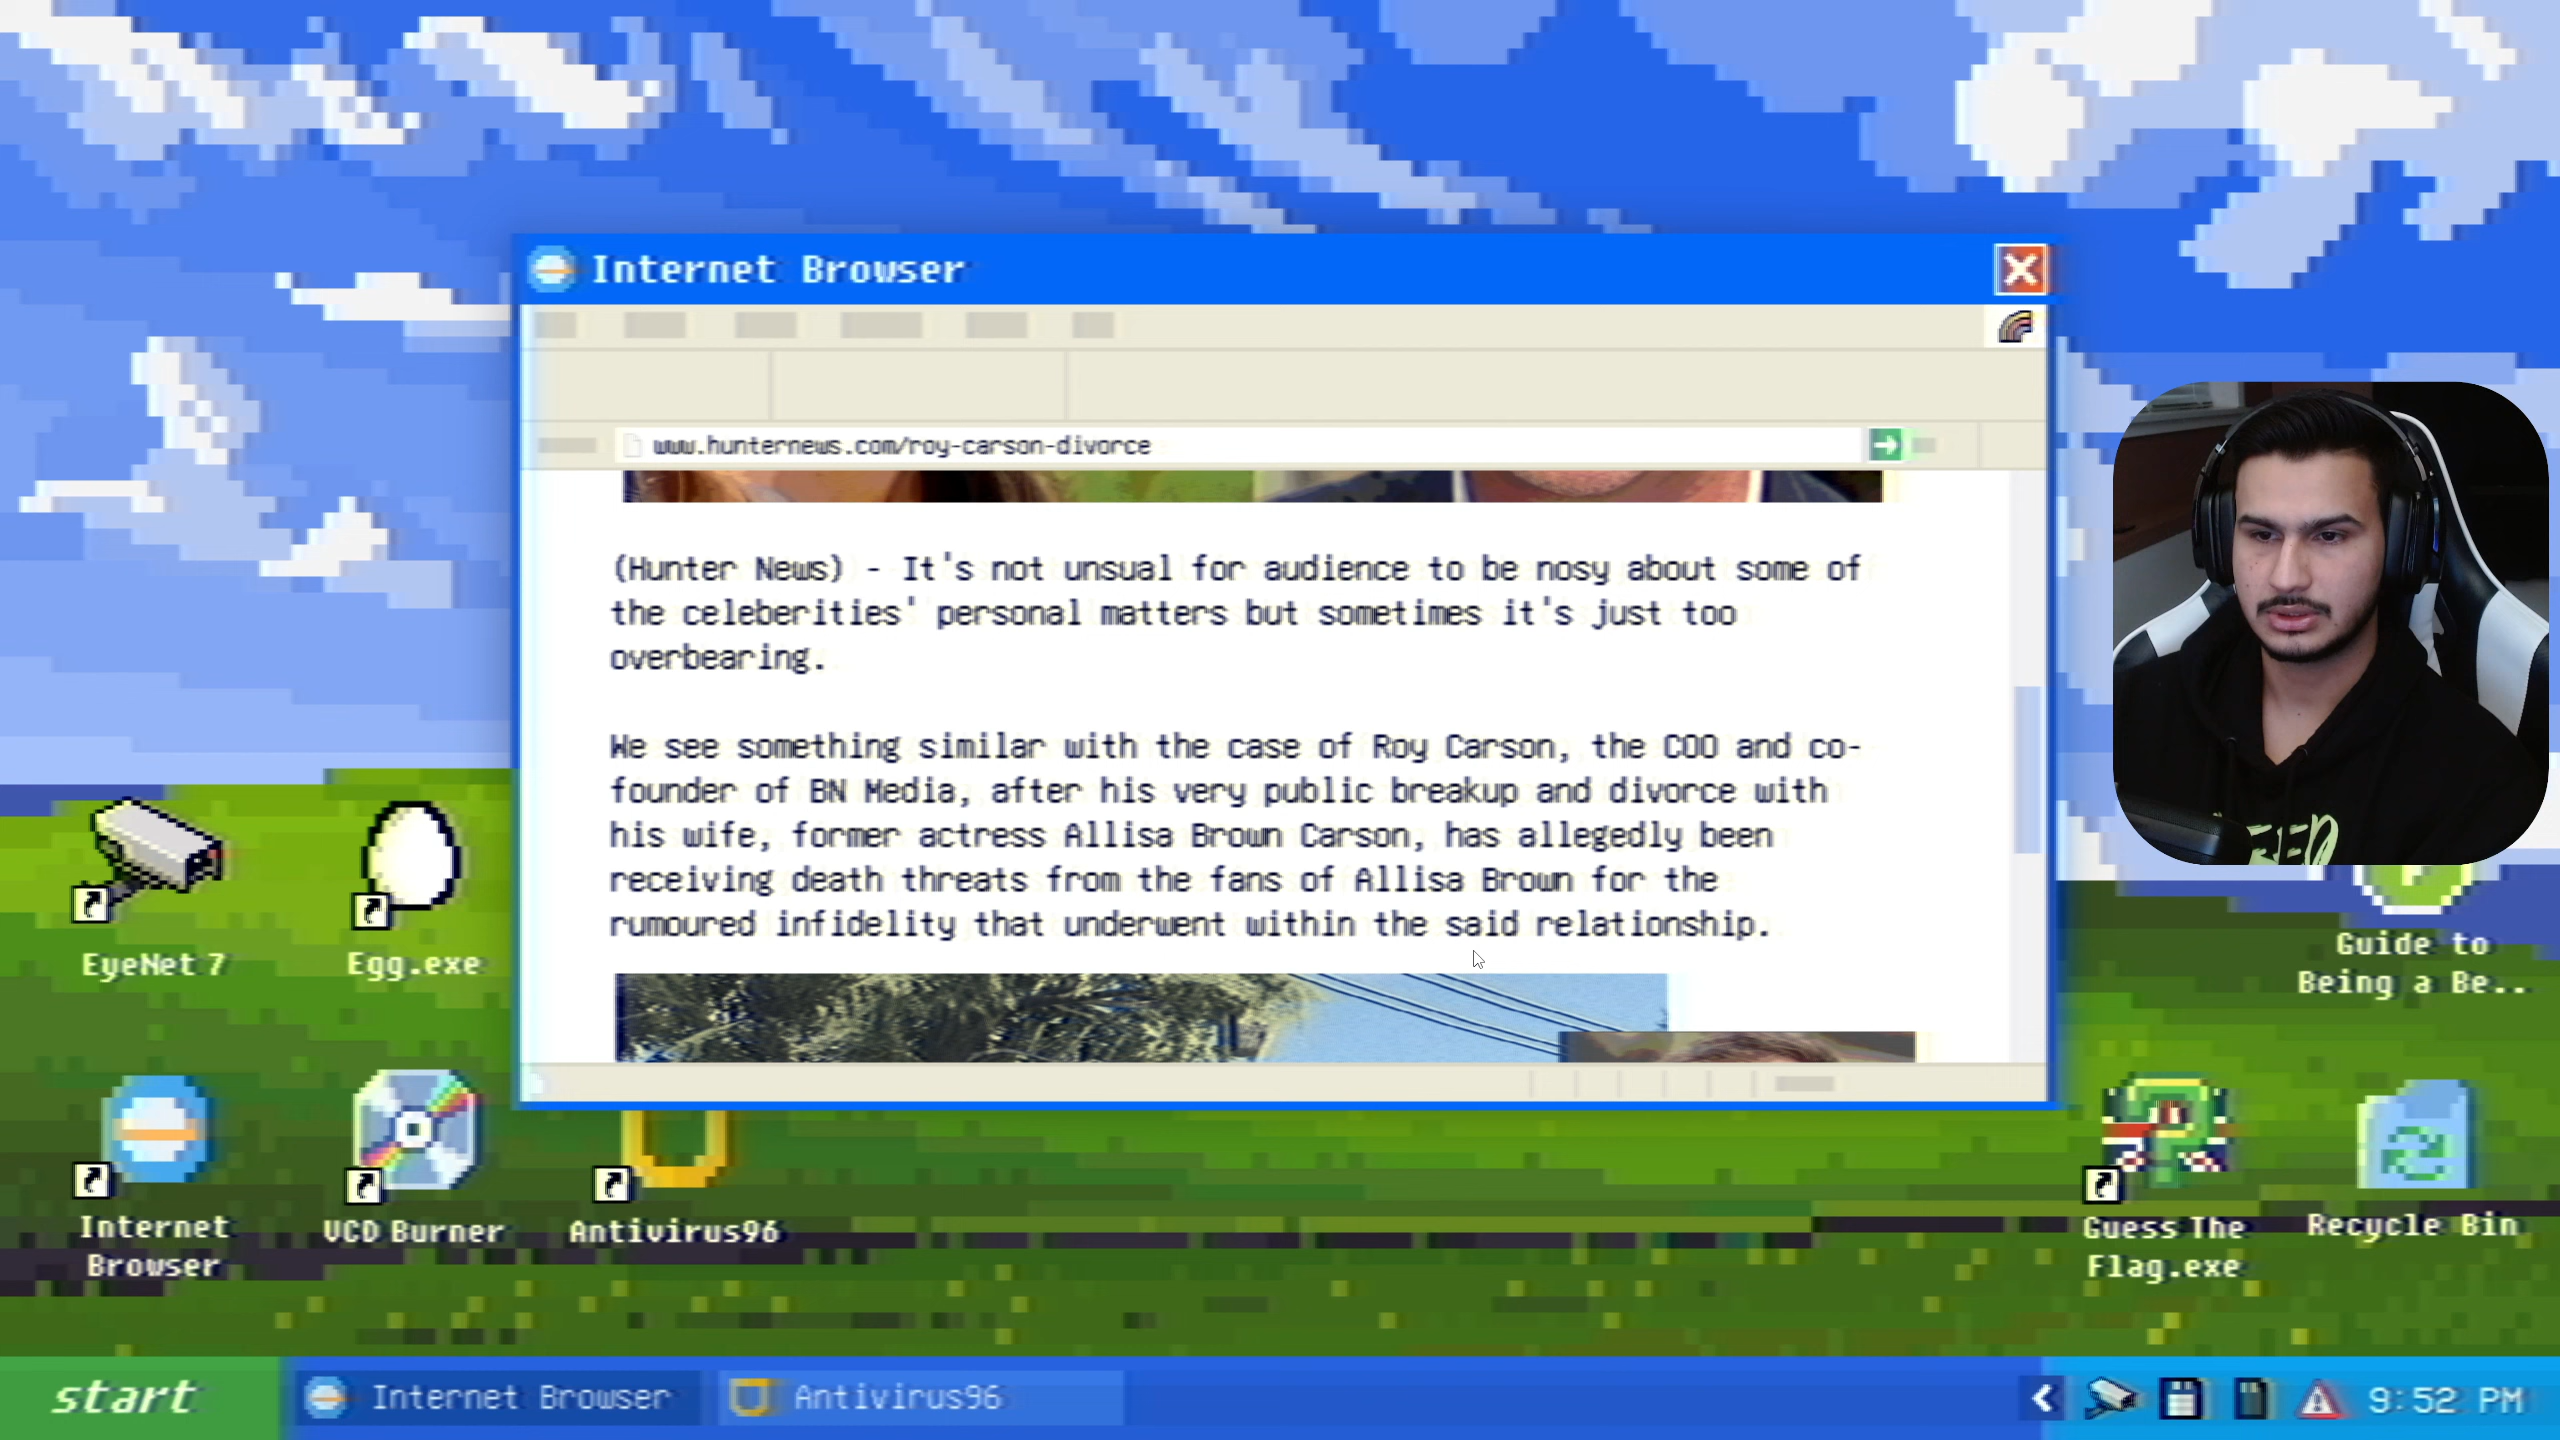 Internet Browser
www.hunternews.com/roy-carson-divorce
(Hunter News) - It's not unsual for audience to be nosy about some of
the celeberities' personal matters but sometimes it's just too
overbearing.
We see something similar with the case of Roy Carson, the COO and co-
founder of BN Media, after his very public breakup and divorce with
his wife, former actress Allisa Brown Carson, has allegedly been
receiving death threats from the fans of Allisa Brown for the
rumoured infidelity that underwent within the said relationship.
EyeNet 7
Egg.exe
Guide to
Being a Be..
Internet
Browser
VCD Burner
Antivirus96
Guess The
Flag.exe
Recycle Bin
start
Internet Browser
Antivirus96
9:52 PM